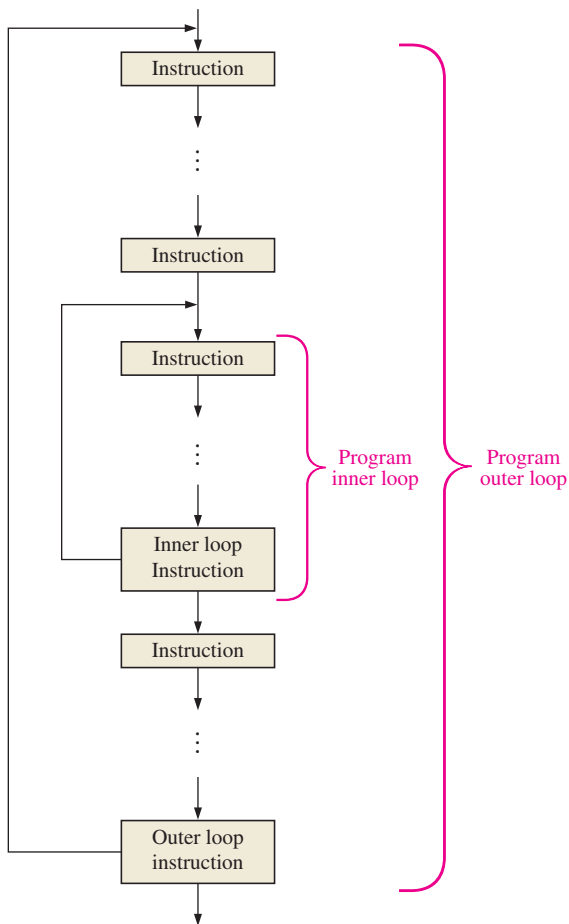 Instruction
Instruction
Instruction
Program
inner loop
Program
outer loop
Inner loop
Instruction
Instruction
Outer loop
instruction